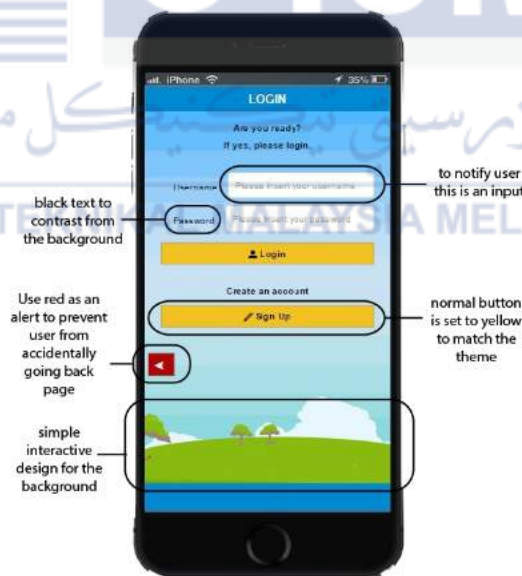 iPhone
35%
LOGIN
Are you ready?
If yes, please login
Username
Please insert your username
to notify user
this is an input
black text to
contrast from
the background
Password
Please insert your password
Login
Create an account
Sign Up
normal button
is set to yellow
to match the
theme
Use red as an
alert to prevent
user from
accidentally
going back
page
simple
interactive
design for the
background